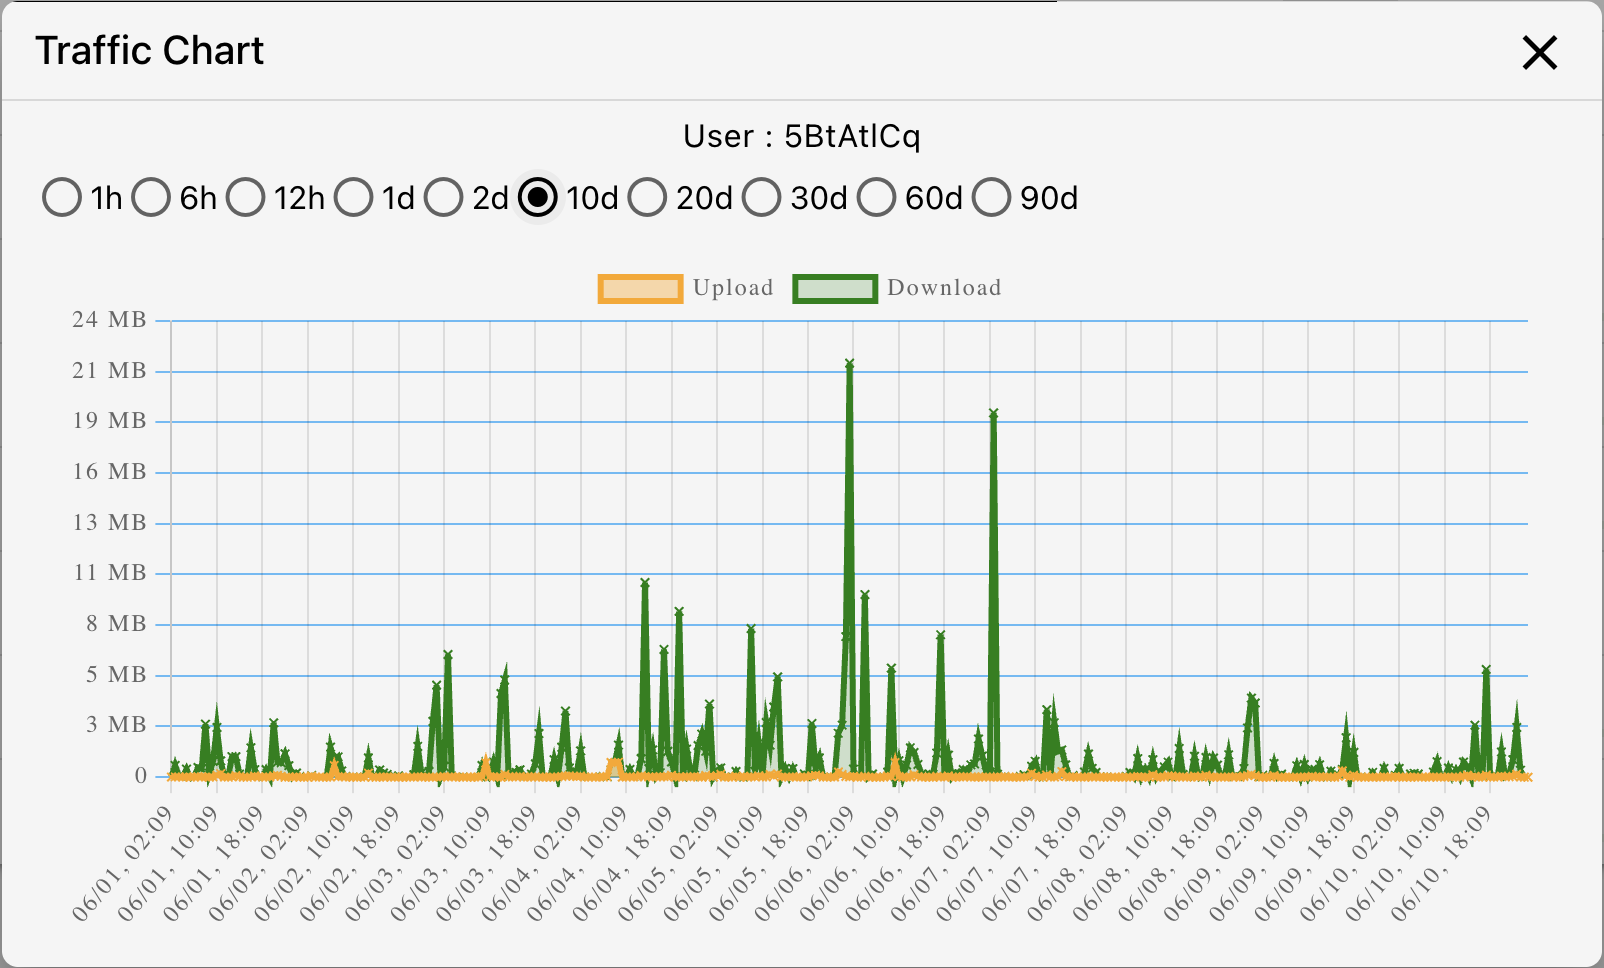 Traffic Chart
User : 5BtAtlCq
1h 6h 12h 1d 2d 10d 20d 30d 60d 90d
Upload Download
24 MB
21 MB
19 MB
16 MB
13 MB
11 MB
8 MB
5 MB
3 MB
0
06/01, 02:09
06/01, 10:09
06/01, 18:09
06/02, 02:09
06/02, 10:09
06/02, 18:09
06/03, 02:09
06/03, 10:09
06/03, 18:09
06/04, 02:09
06/04, 10:09
06/04, 18:09
06/05, 02:09
06/05, 10:09
06/05, 18:09
06/06, 02:09
06/06, 10:09
06/06, 18:09
06/07, 02:09
06/07, 10:09
06/07, 18:09
06/08, 02:09
06/08, 10:09
06/08, 18:09
06/09, 02:09
06/09, 10:09
06/09, 18:09
06/10, 02:09
06/10, 10:09
06/10, 18:09